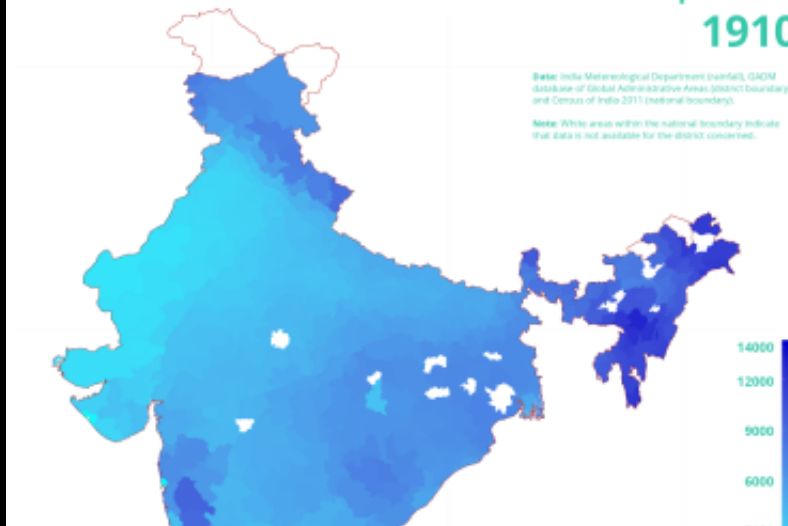 1910
Data: India Metereological Department (rainfall), GADM
database of Global Administrative Areas (district boundary)
and Census of India 2011 (national boundary).
Note: White areas within the national boundary indicate
that data is not available for the district concerned.
14000
12000
9000
6000